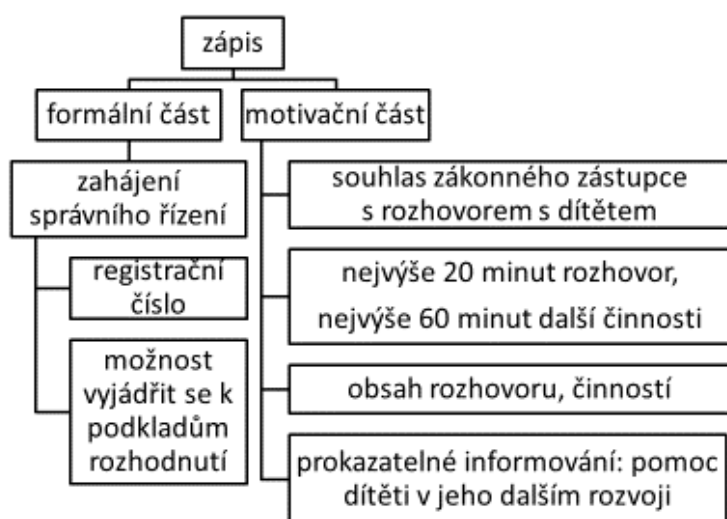 zápis
formální část
motivační část
zahájení
správního řízení
registrační
číslo
možnost
vyjádřit se k
podkladům
rozhodnutí
souhlas zákonného zástupce
s rozhovorem s dítětem
nejvýše 20 minut rozhovor,
nejvýše 60 minut další činnosti
obsah rozhovoru, činností
prokazatelné informování: pomoc
dítěti v jeho dalším rozvoji